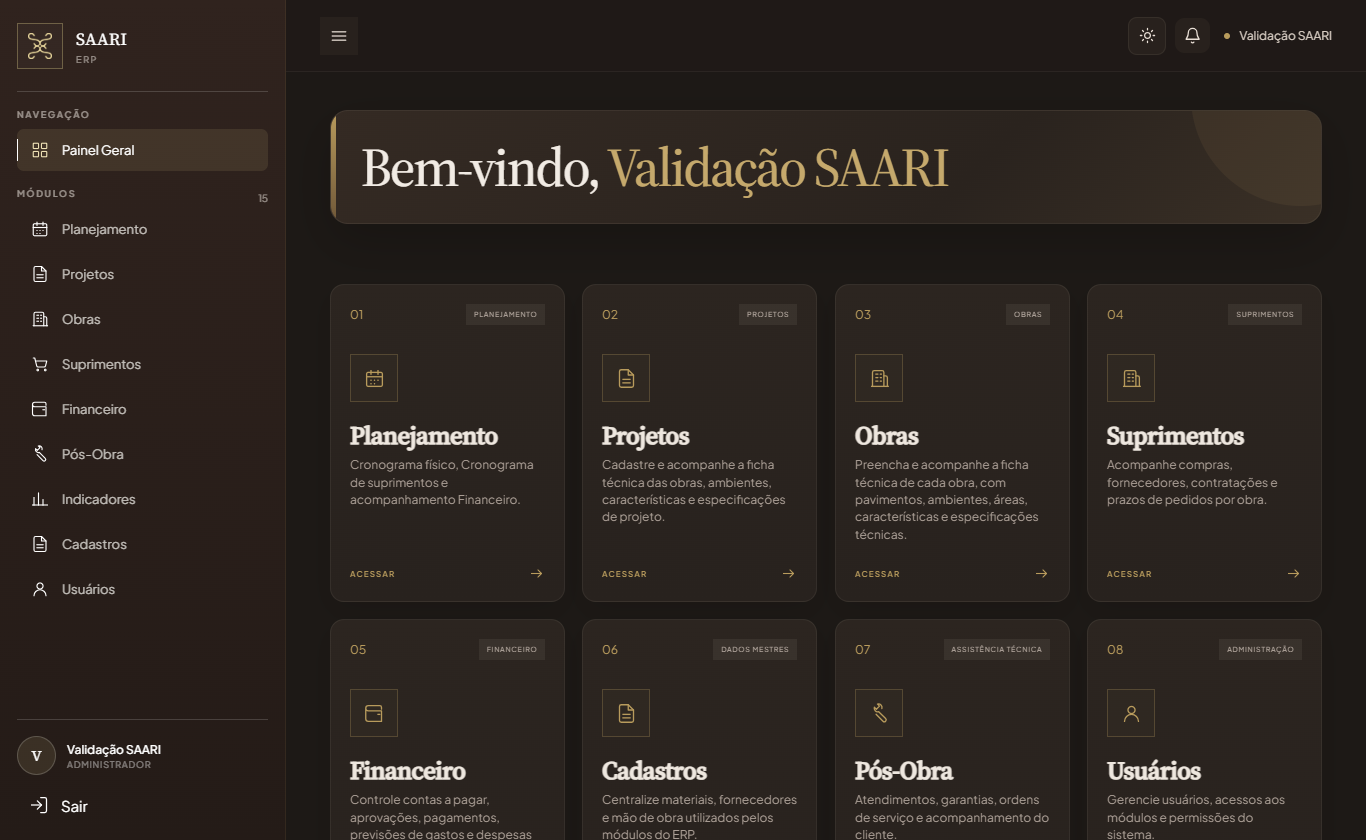 SAARI
ERP
NAVEGAÇÃO
Painel Geral
MÓDULOS
15
Planejamento
Projetos
Obras
Suprimentos
Financeiro
Pós-Obra
Indicadores
Cadastros
Usuários
V
Validação SAARI
ADMINISTRADOR
Sair
Validação SAARI
Bem-vindo, Validação SAARI
01
PLANEJAMENTO
Planejamento
Cronograma físico, Cronograma
de suprimentos e
acompanhamento Financeiro.
ACESSAR
02
PROJETOS
Projetos
Cadastre e acompanhe a ficha
técnica das obras, ambientes,
características e especificações
de projeto.
ACESSAR
03
OBRAS
Obras
Preencha e acompanhe a ficha
técnica de cada obra, com
pavimentos, ambientes, áreas,
características e especificações
técnicas.
ACESSAR
04
SUPRIMENTOS
Suprimentos
Acompanhe compras,
fornecedores, contratações e
prazos de pedidos por obra.
ACESSAR
05
FINANCEIRO
Financeiro
Controle contas a pagar,
aprovações, pagamentos,
previsões de gastos e despesas
06
DADOS MESTRES
Cadastros
Centralize materiais, fornecedores
e mão de obra utilizados pelos
módulos do ERP.
07
ASSISTÊNCIA TÉCNICA
Pós-Obra
Atendimentos, garantias, ordens
de serviço e acompanhamento do
cliente.
08
ADMINISTRAÇÃO
Usuários
Gerencie usuários, acessos aos
módulos e permissões do
sistema.